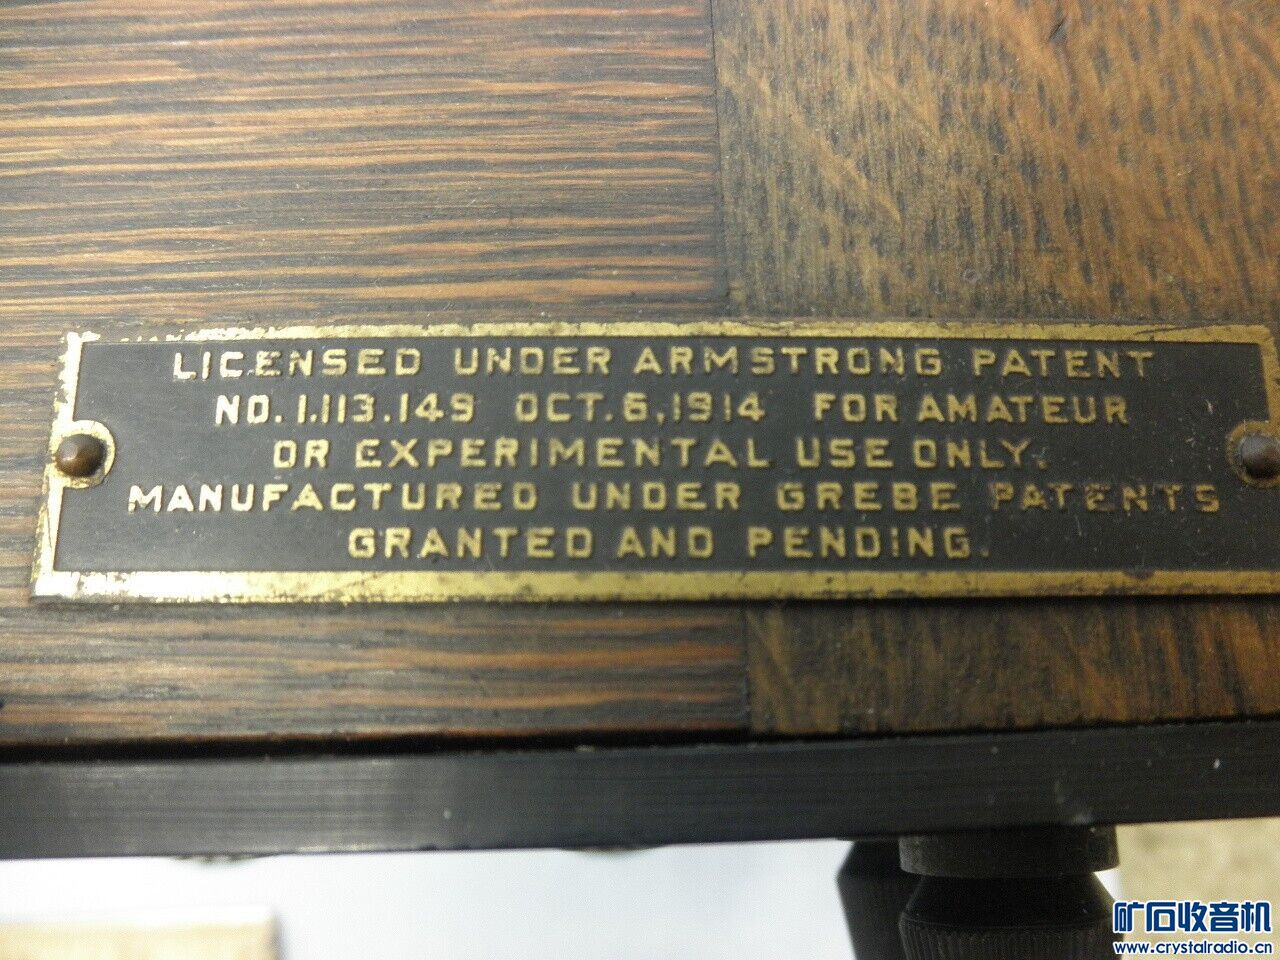 LICENSED UNDER ARMSTRONG PATENT
NO. 1.113.149 OCT. 6, 1914 FOR AMATEUR
OR EXPERIMENTAL USE ONLY.
MANUFACTURED UNDER GREBE PATENTS
GRANTED AND PENDING.
矿石收音机
www.crystalradio.cn